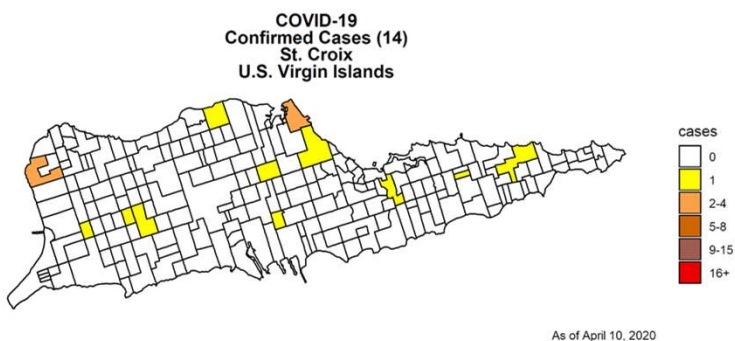 COVID-19
Confirmed Cases (14)
St. Croix
U.S. Virgin Islands
cases
0
1
2-4
5-8
9-15
16+
As of April 10, 2020